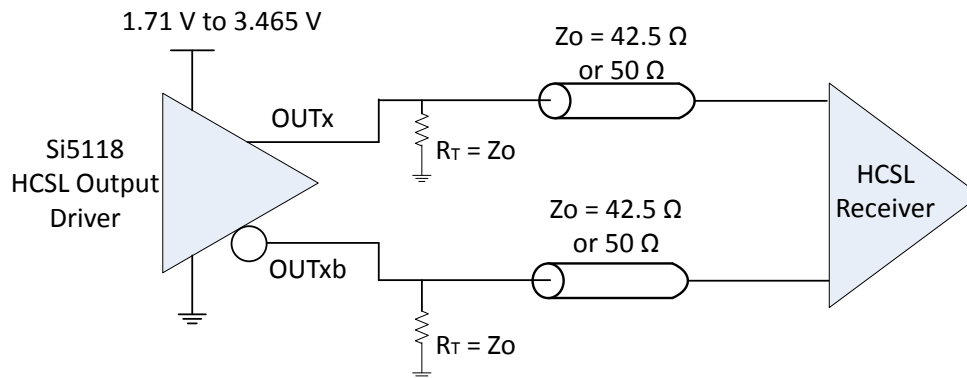 1.71 V to 3.465 V
Zo = 42.5 Ω
or 50 Ω
OUTx
Si5118
HCSL Output
Driver
RT = Zo
HCSL
Receiver
Zo = 42.5 Ω
or 50 Ω
OUTxb
RT = Zo